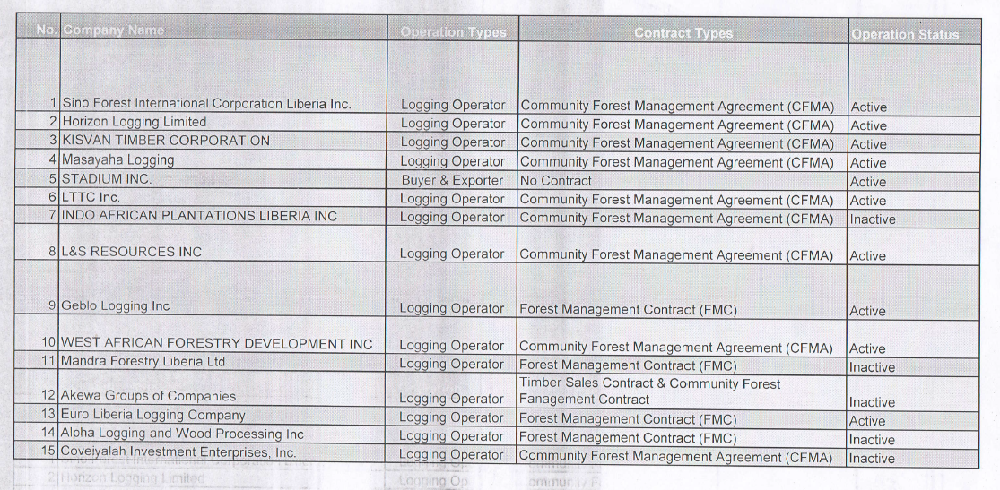 No. Company Name Operation Types Contract Types Operation Status
1 Sino Forest International Corporation Liberia Inc. Logging Operator Community Forest Management Agreement (CFMA) Active
2 Horizon Logging Limited Logging Operator Community Forest Management Agreement (CFMA) Active
3 KISVAN TIMBER CORPORATION Logging Operator Community Forest Management Agreement (CFMA) Active
4 Masayaha Logging Logging Operator Community Forest Management Agreement (CFMA) Active
5 STADIUM INC. Buyer & Exporter No Contract Active
6 LTTC Inc. Logging Operator Community Forest Management Agreement (CFMA) Active
7 INDO AFRICAN PLANTATIONS LIBERIA INC Logging Operator Community Forest Management Agreement (CFMA) Inactive
8 L&S RESOURCES INC Logging Operator Community Forest Management Agreement (CFMA) Active
9 Geblo Logging Inc Logging Operator Forest Management Contract (FMC) Active
10 WEST AFRICAN FORESTRY DEVELOPMENT INC Logging Operator Community Forest Management Agreement (CFMA) Active
11 Mandra Forestry Liberia Ltd Logging Operator Forest Management Contract (FMC) Inactive
Timber Sales Contract & Community Forest
12 Akewa Groups of Companies Logging Operator Fanagement Contract Inactive
13 Euro Liberia Logging Company Logging Operator Forest Management Contract (FMC) Active
14 Alpha Logging and Wood Processing Inc Logging Operator Forest Management Contract (FMC) Inactive
15 Coveiyalah Investment Enterprises, Inc. Logging Operator Community Forest Management Agreement (CFMA) Inactive
2 Horizon Logging Limited Logging Op